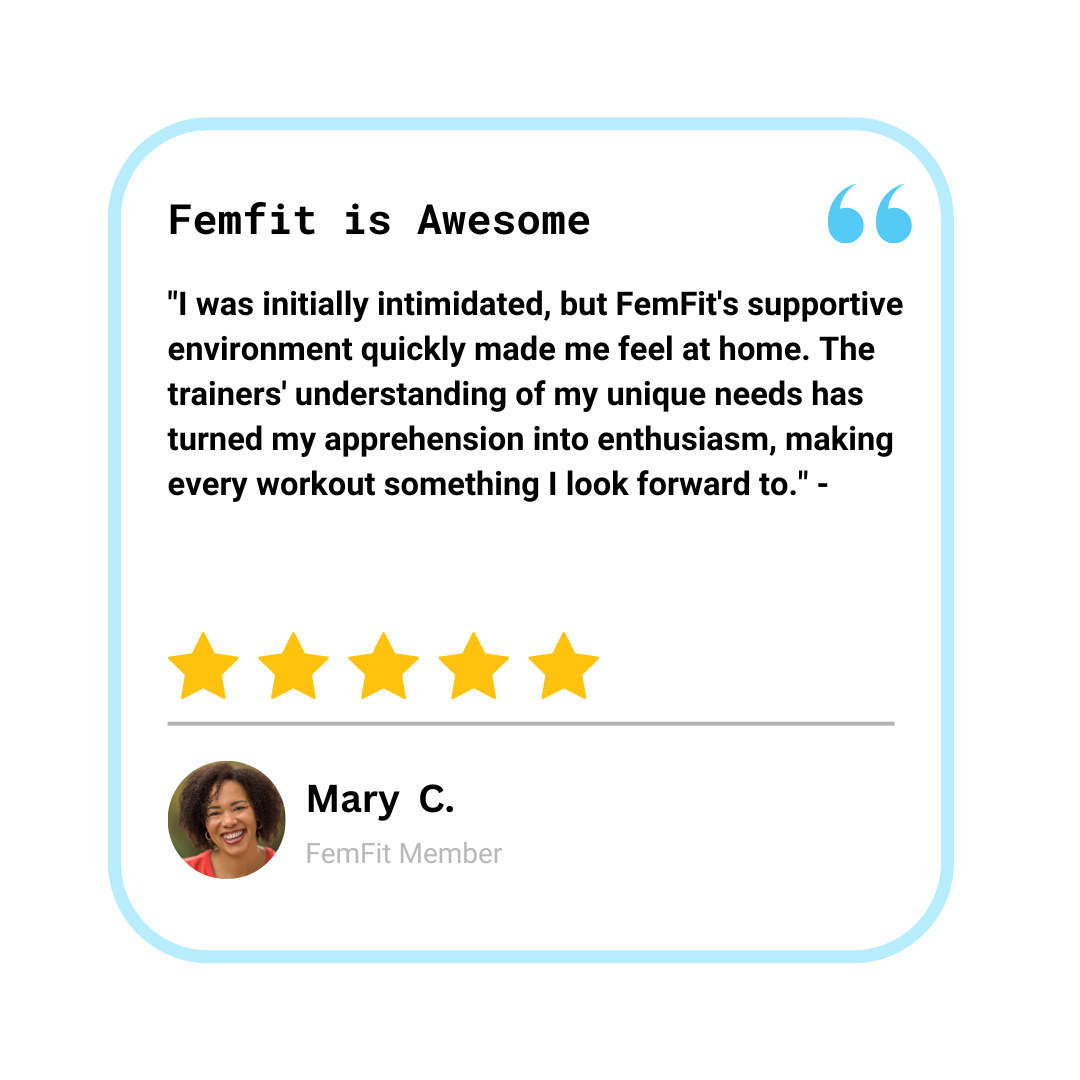 Femfit is Awesome
"I was initially intimidated, but FemFit's supportive
environment quickly made me feel at home. The
trainers' understanding of my unique needs has
turned my apprehension into enthusiasm, making
every workout something I look forward to." -
Mary C.
FemFit Member